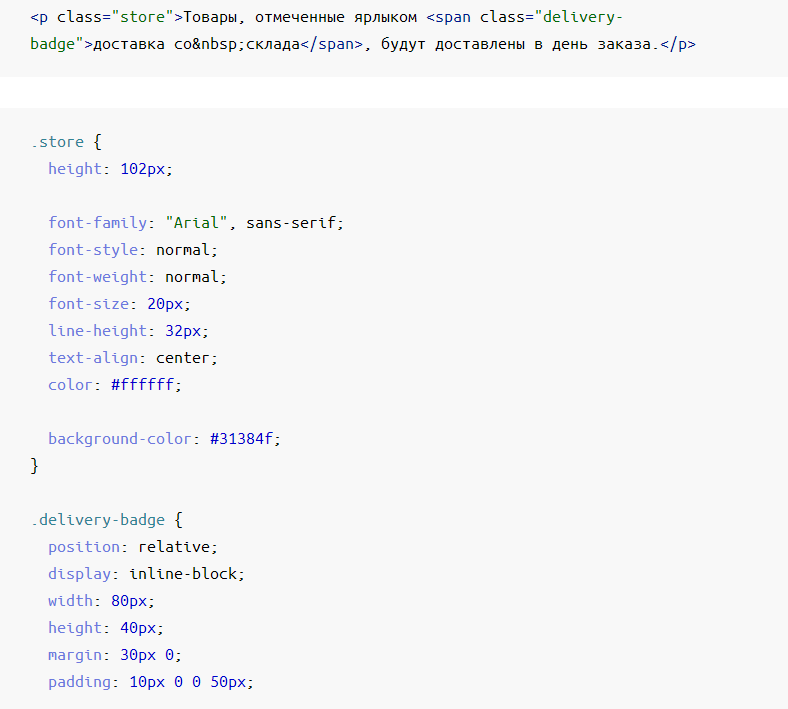 <p class="store">Товары, отмеченные ярлыком <span class="delivery-
badge">доставка со&nbsp;склада</span>, будут доставлены в день заказа.</p>
.store {
  height: 102px;
  font-family: "Arial", sans-serif;
  font-style: normal;
  font-weight: normal;
  font-size: 20px;
  line-height: 32px;
  text-align: center;
  color: #ffffff;
  background-color: #31384f;
}
.delivery-badge {
  position: relative;
  display: inline-block;
  width: 80px;
  height: 40px;
  margin: 30px 0;
  padding: 10px 0 0 50px;